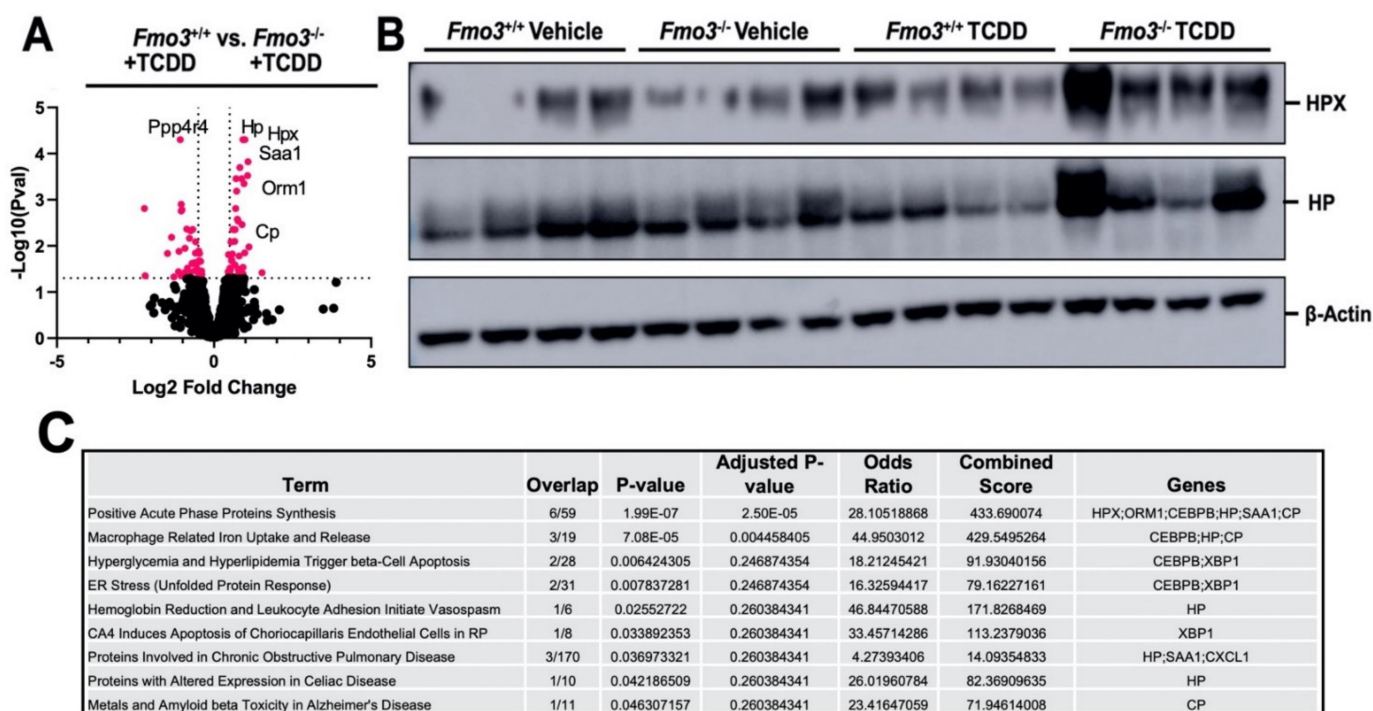 A
Fmo3+/+ vs. Fmo3-/-
+TCDD +TCDD
5
4
3
2
1
0
-5 0 5
-Log10(Pval)
Log2 Fold Change
Ppp4r4
Hp Hpx
Saa1
Orm1
Cp
B
Fmo3+/+ Vehicle Fmo3-/- Vehicle Fmo3+/+ TCDD Fmo3-/- TCDD
HPX
HP
β-Actin
C
Term Overlap P-value Adjusted P-value Odds Ratio Combined Score Genes
Positive Acute Phase Proteins Synthesis 6/59 1.99E-07 2.50E-05 28.10518868 433.690074 HPX;ORM1;CEBPB;HP;SAA1;CP
Macrophage Related Iron Uptake and Release 3/19 7.08E-05 0.004458405 44.9503012 429.5495264 CEBPB;HP;CP
Hyperglycemia and Hyperlipidemia Trigger beta-Cell Apoptosis 2/28 0.006424305 0.246874354 18.21245421 91.93040156 CEBPB;XBP1
ER Stress (Unfolded Protein Response) 2/31 0.007837281 0.246874354 16.32594417 79.16227161 CEBPB;XBP1
Hemoglobin Reduction and Leukocyte Adhesion Initiate Vasospasm 1/6 0.02552722 0.260384341 46.84470588 171.8268469 HP
CA4 Induces Apoptosis of Choriocapillaris Endothelial Cells in RP 1/8 0.033892353 0.260384341 33.45714286 113.2379036 XBP1
Proteins Involved in Chronic Obstructive Pulmonary Disease 3/170 0.036973321 0.260384341 4.27393406 14.09354833 HP;SAA1;CXCL1
Proteins with Altered Expression in Celiac Disease 1/10 0.042186509 0.260384341 26.01960784 82.36909635 HP
Metals and Amyloid beta Toxicity in Alzheimer's Disease 1/11 0.046307157 0.260384341 23.41647059 71.94614008 CP